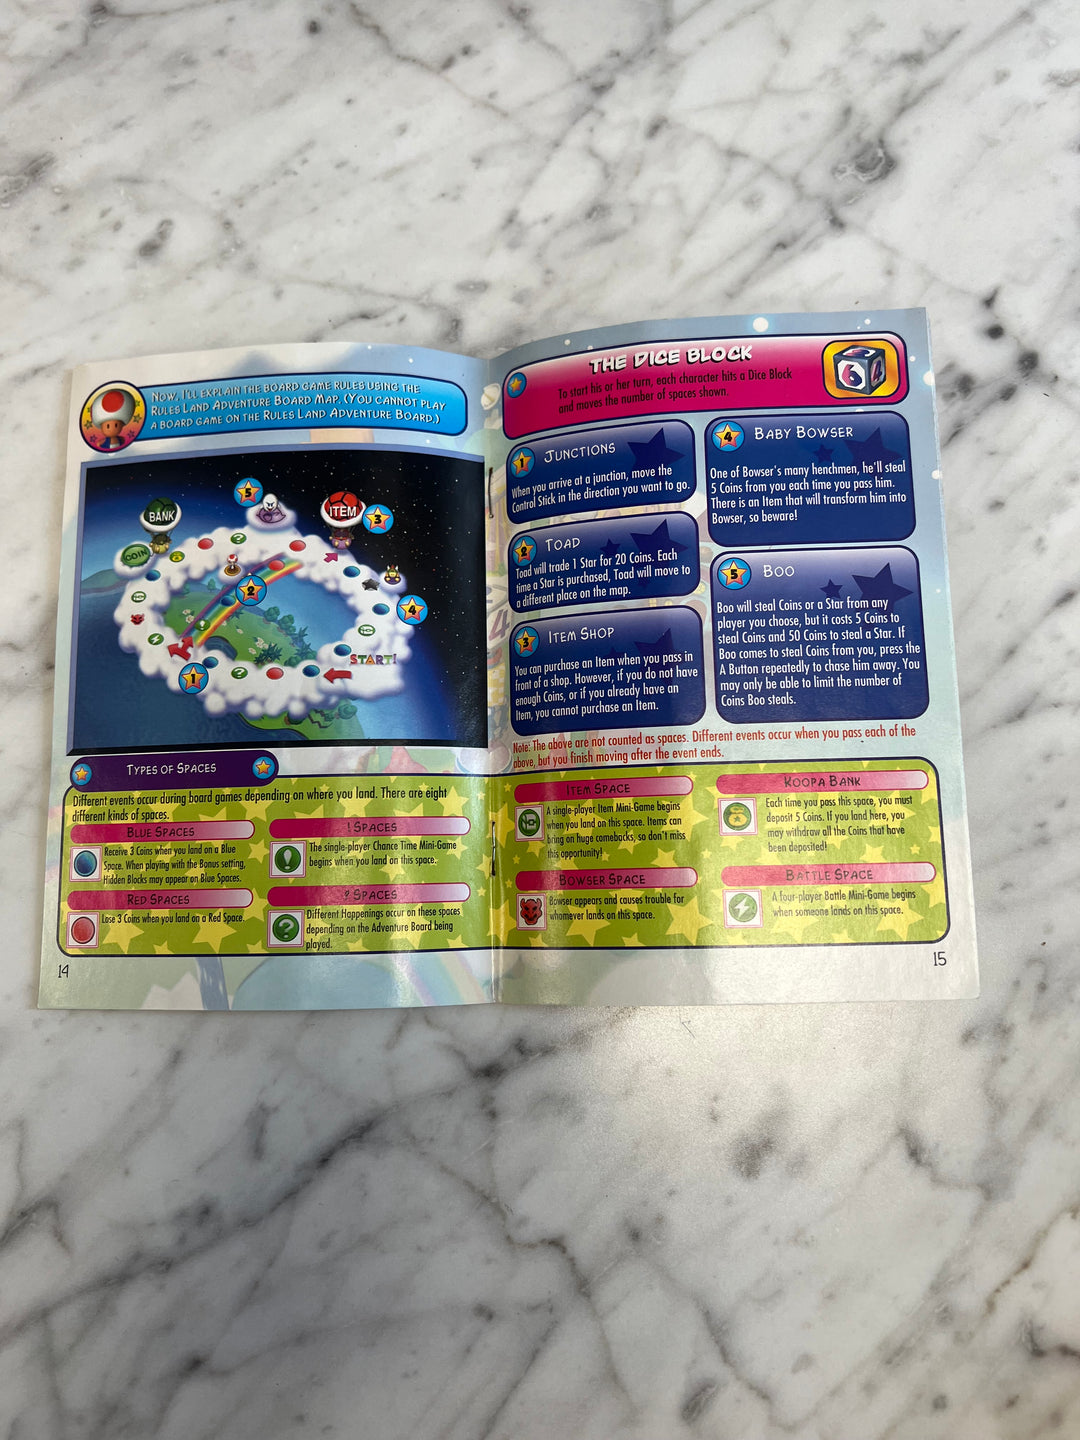 NOW, I'LL EXPLAIN THE BOARD GAME RULES USING THE
RULES LAND ADVENTURE BOARD MAP. (YOU CANNOT PLAY
A BOARD GAME ON THE RULES LAND ADVENTURE BOARD.)
5
BANK
ITEM
3
COIN
2
4
START!
1
TYPES OF SPACES
Different events occur during board games depending on where you land. There are eight
different kinds of spaces.
BLUE SPACES
Receive 3 Coins when you land on a Blue
Space. When playing with the Bonus setting,
Hidden Blocks may appear on Blue Spaces.
RED SPACES
Lose 3 Coins when you land on a Red Space.
! SPACES
The single-player Chance Time Mini-Game
begins when you land on this space.
? SPACES
Different Happenings occur on these spaces
depending on the Adventure Board being
played.
14
THE DICE BLOCK
To start his or her turn, each character hits a Dice Block
and moves the number of spaces shown.
6 4
1 JUNCTIONS
When you arrive at a junction, move the
Control Stick in the direction you want to go.
2 TOAD
Toad will trade 1 Star for 20 Coins. Each
time a Star is purchased, Toad will move to
a different place on the map.
3 ITEM SHOP
You can purchase an Item when you pass in
front of a shop. However, if you do not have
enough Coins, or if you already have an
Item, you cannot purchase an Item.
4 BABY BOWSER
One of Bowser's many henchmen, he'll steal
5 Coins from you each time you pass him.
There is an Item that will transform him into
Bowser, so beware!
5 BOO
Boo will steal Coins or a Star from any
player you choose, but it costs 5 Coins to
steal Coins and 50 Coins to steal a Star. If
Boo comes to steal Coins from you, press the
A Button repeatedly to chase him away. You
may only be able to limit the number of
Coins Boo steals.
Note: The above are not counted as spaces. Different events occur when you pass each of the
above, but you finish moving after the event ends.
ITEM SPACE
A single-player Item Mini-Game begins
when you land on this space. Items can
bring on huge comebacks, so don't miss
this opportunity!
BOWSER SPACE
Bowser appears and causes trouble for
whomever lands on this space.
KOOPA BANK
Each time you pass this space, you must
deposit 5 Coins. If you land here, you
may withdraw all the Coins that have
been deposited!
BATTLE SPACE
A four-player Battle Mini-Game begins
when someone lands on this space.
15